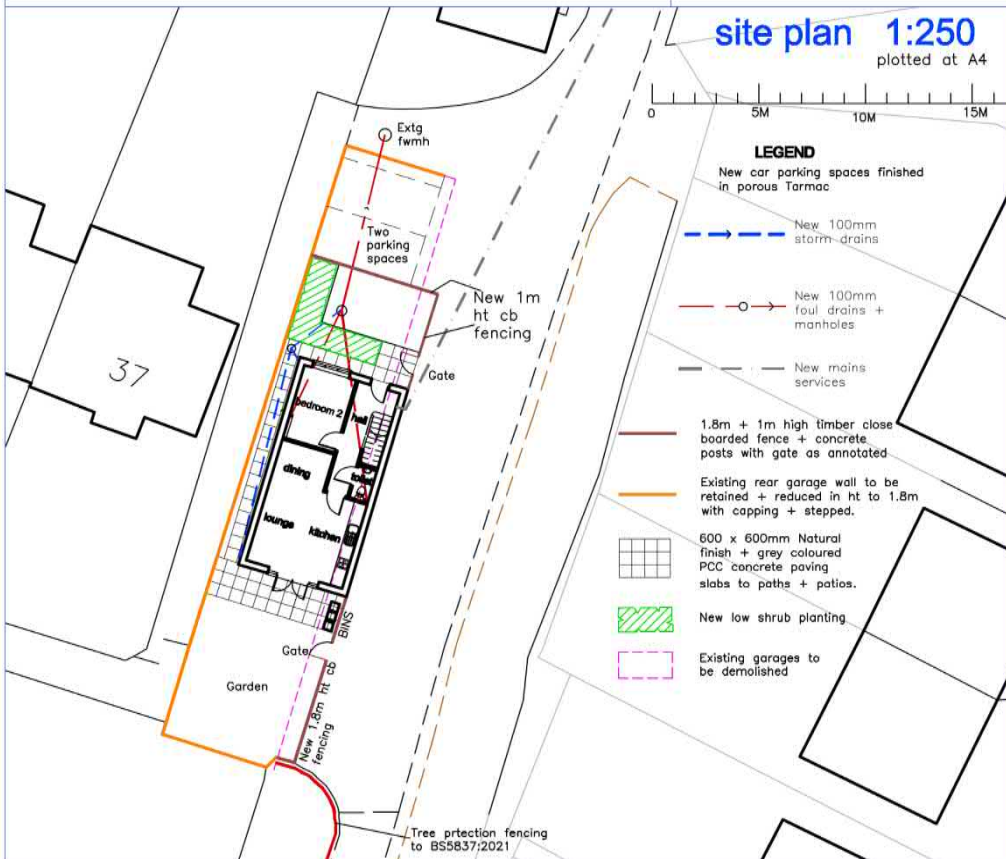 site plan 1:250
plotted at A4
0 5M 10M 15M
LEGEND
New car parking spaces finished
in porous Tarmac
New 100mm
storm drains
New 100mm
foul drains +
manholes
New mains
services
1.8m + 1m high timber close
boarded fence + concrete
posts with gate as annotated
Existing rear garage wall to be
retained + reduced in ht to 1.8m
with capping + stepped.
600 x 600mm Natural
finish + grey coloured
PCC concrete paving
slabs to paths + patios.
New low shrub planting
Existing garages to
be demolished
Extg
fwmh
Two
parking
spaces
New 1m
ht cb
fencing
Gate
37
bedroom 2
hall
dining
toilet
lounge
kitchen
BINS
Gate
Garden
New 1.8m ht cb
fencing
Tree prtection fencing
to BS5837:2021